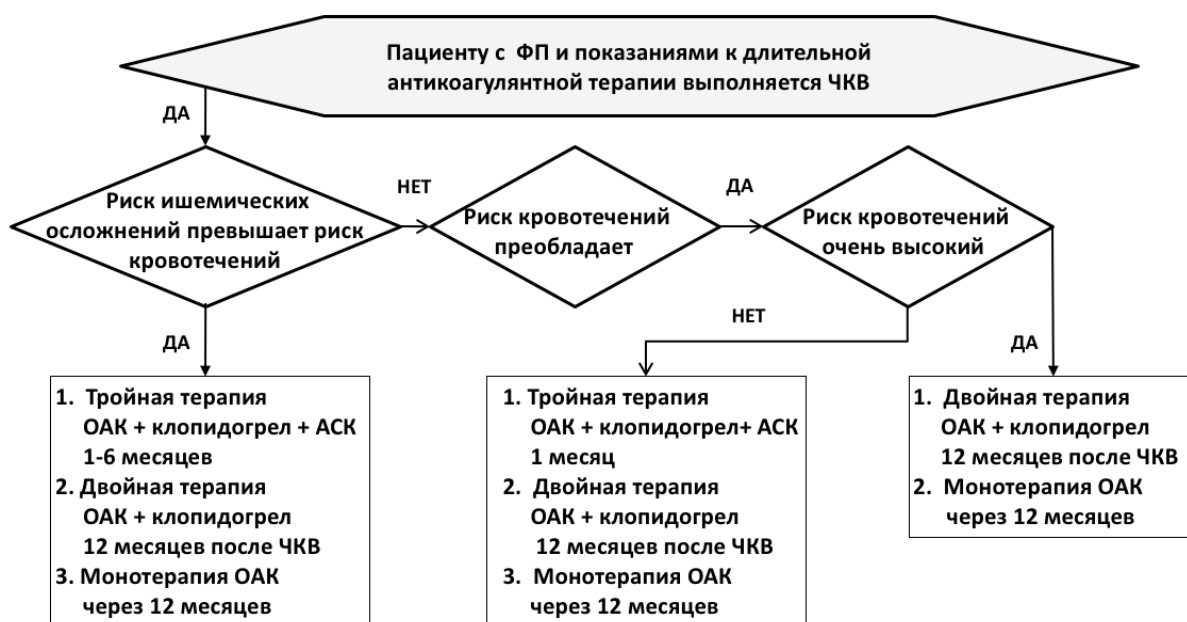 Пациенту с ФП и показаниями к длительной
антикоагулянтной терапии выполняется ЧКВ
ДА
Риск ишемических
осложнений превышает риск
кровотечений
НЕТ
Риск кровотечений
преобладает
ДА
Риск кровотечений
очень высокий
ДА
НЕТ
ДА
1. Тройная терапия
ОАК + клопидогрел + АСК
1-6 месяцев
2. Двойная терапия
ОАК + клопидогрел
12 месяцев после ЧКВ
3. Монотерапия ОАК
через 12 месяцев
1. Тройная терапия
ОАК + клопидогрел+ АСК
1 месяц
2. Двойная терапия
ОАК + клопидогрел
12 месяцев после ЧКВ
3. Монотерапия ОАК
через 12 месяцев
1. Двойная терапия
ОАК + клопидогрел
12 месяцев после ЧКВ
2. Монотерапия ОАК
через 12 месяцев